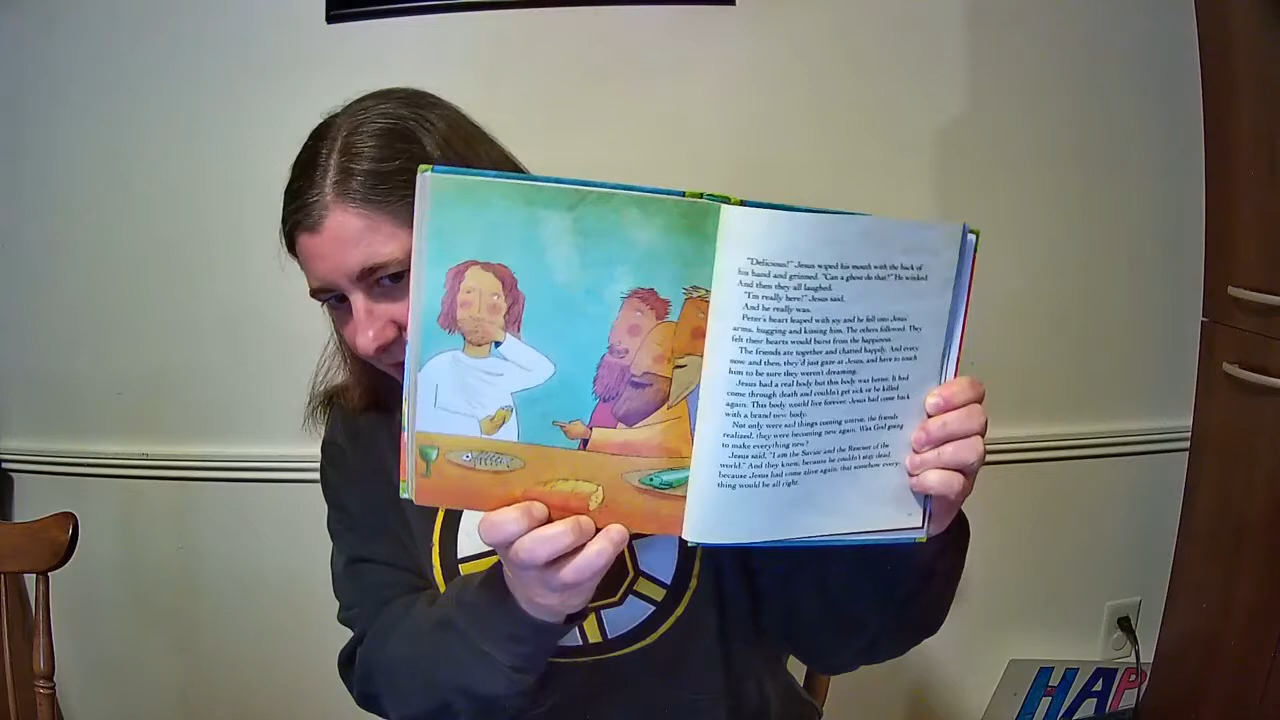 "Delicious!" Jesus wiped his mouth with the back of
his hand and grinned. "Can a ghost do that?" He winked
And then they all laughed.
"I'm really here!" Jesus said.
And he really was.
Peter's heart leaped with joy and he fell into Jesus'
arms, hugging and kissing him. The others followed. They
felt their hearts would burst from the happiness.
The friends ate together and chatted happily. And every
now and then, they'd just gaze at Jesus, and have to touch
him to be sure they weren't dreaming.
Jesus had a real body but this body was better. It had
come through death and couldn't get sick or be killed
again. This body would live forever. Jesus had come back
with a brand new body.
Not only were sad things coming untrue, the friends
realized, they were becoming new again. Was God going
to make everything new?
Jesus said, "I am the Savior and the Rescuer of the
world." And they knew, because he couldn't stay dead,
because Jesus had come alive again, that somehow every-
thing would be all right.
HAP